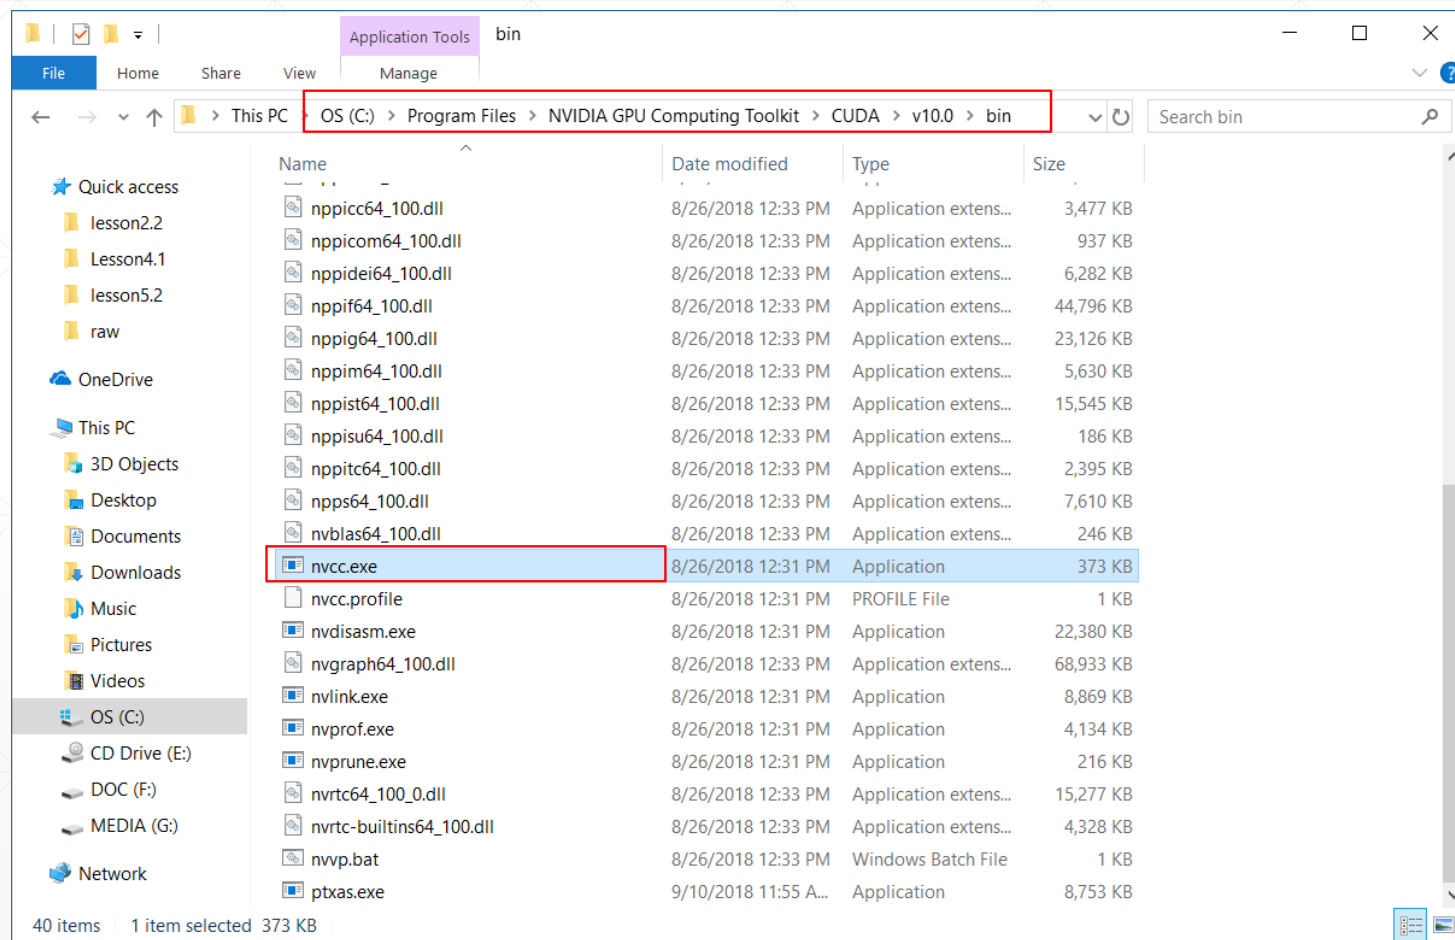 Application Tools bin
File Home Share View Manage
This PC > OS (C:) > Program Files > NVIDIA GPU Computing Toolkit > CUDA > v10.0 > bin Search bin
Name Date modified Type Size
Quick access
lesson2.2
Lesson4.1
lesson5.2
raw
OneDrive
This PC
3D Objects
Desktop
Documents
Downloads
Music
Pictures
Videos
OS (C:)
CD Drive (E:)
DOC (F:)
MEDIA (G:)
Network
nppicc64_100.dll 8/26/2018 12:33 PM Application extens... 3,477 KB
nppicom64_100.dll 8/26/2018 12:33 PM Application extens... 937 KB
nppidei64_100.dll 8/26/2018 12:33 PM Application extens... 6,282 KB
nppif64_100.dll 8/26/2018 12:33 PM Application extens... 44,796 KB
nppig64_100.dll 8/26/2018 12:33 PM Application extens... 23,126 KB
nppim64_100.dll 8/26/2018 12:33 PM Application extens... 5,630 KB
nppist64_100.dll 8/26/2018 12:33 PM Application extens... 15,545 KB
nppisu64_100.dll 8/26/2018 12:33 PM Application extens... 186 KB
nppitc64_100.dll 8/26/2018 12:33 PM Application extens... 2,395 KB
npps64_100.dll 8/26/2018 12:33 PM Application extens... 7,610 KB
nvblas64_100.dll 8/26/2018 12:33 PM Application extens... 246 KB
nvcc.exe 8/26/2018 12:31 PM Application 373 KB
nvcc.profile 8/26/2018 12:31 PM PROFILE File 1 KB
nvdisasm.exe 8/26/2018 12:31 PM Application 22,380 KB
nvgraph64_100.dll 8/26/2018 12:33 PM Application extens... 68,933 KB
nvlink.exe 8/26/2018 12:31 PM Application 8,869 KB
nvprof.exe 8/26/2018 12:31 PM Application 4,134 KB
nvprune.exe 8/26/2018 12:31 PM Application 216 KB
nvrtc64_100_0.dll 8/26/2018 12:33 PM Application extens... 15,277 KB
nvrtc-builtins64_100.dll 8/26/2018 12:33 PM Application extens... 4,328 KB
nvvp.bat 8/26/2018 12:33 PM Windows Batch File 1 KB
ptxas.exe 9/10/2018 11:55 A... Application 8,753 KB
40 items 1 item selected 373 KB